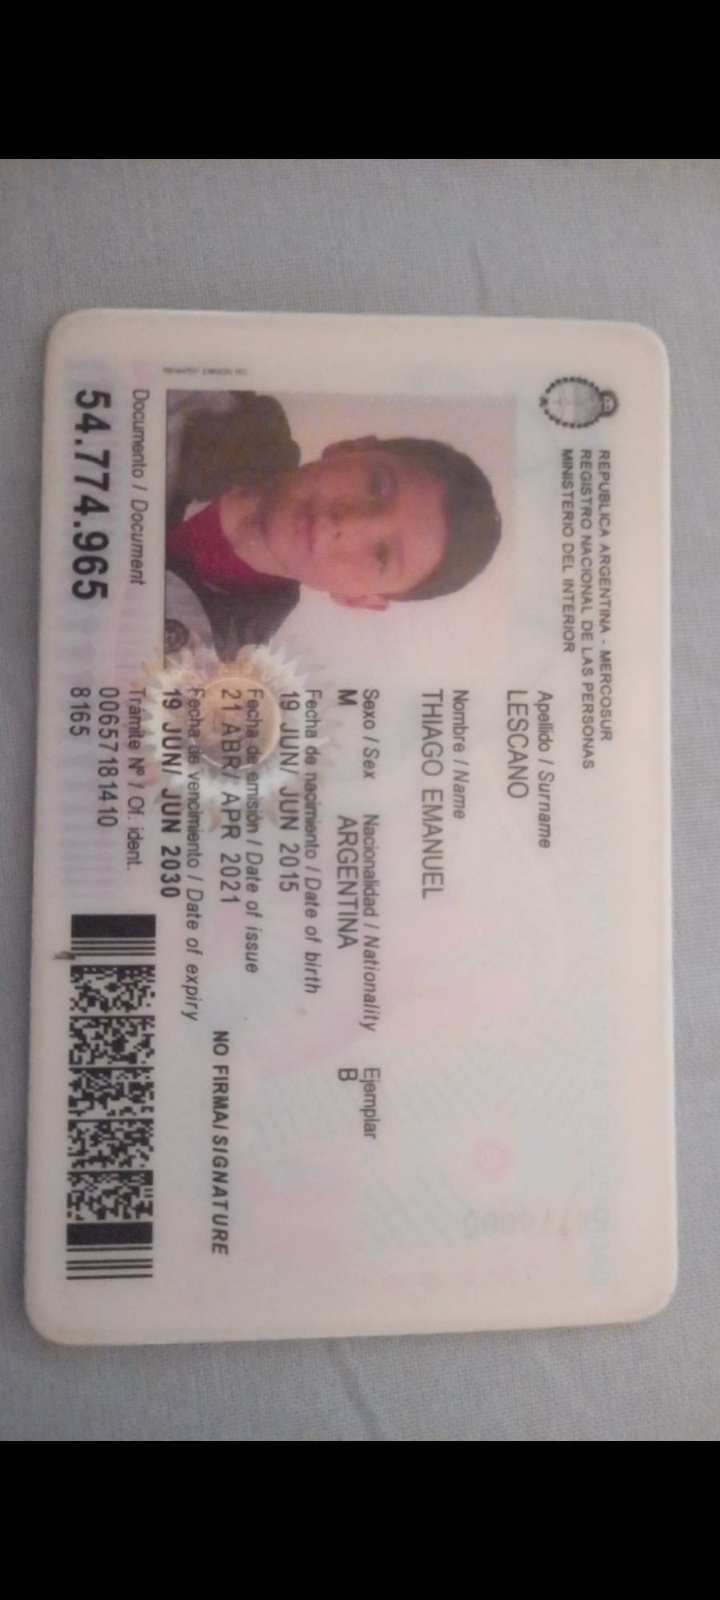 REPUBLICA ARGENTINA - MERCOSUR
REGISTRO NACIONAL DE LAS PERSONAS
MINISTERIO DEL INTERIOR
Apellido / Surname
LESCANO
Nombre / Name
THIAGO EMANUEL
Sexo / Sex Nacionalidad / Nationality Ejemplar
M ARGENTINA B
Fecha de nacimiento / Date of birth
19 JUN/ JUN 2015
Fecha de emisión / Date of issue
21 ABR/ APR 2021
Fecha de vencimiento / Date of expiry
19 JUN/ JUN 2030
NO FIRMA/SIGNATURE
Documento / Document
54.774.965
Trámite Nº / Of. ident.
00657181410
8165